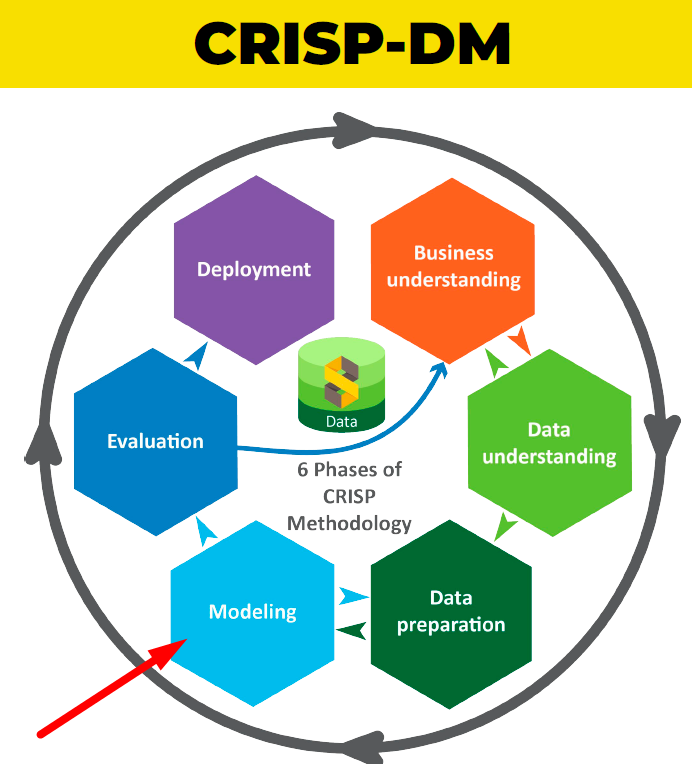 CRISP-DM
Deployment
Business
understanding
Data
Evaluation
Data
understanding
6 Phases of
CRISP
Methodology
Modeling
Data
preparation